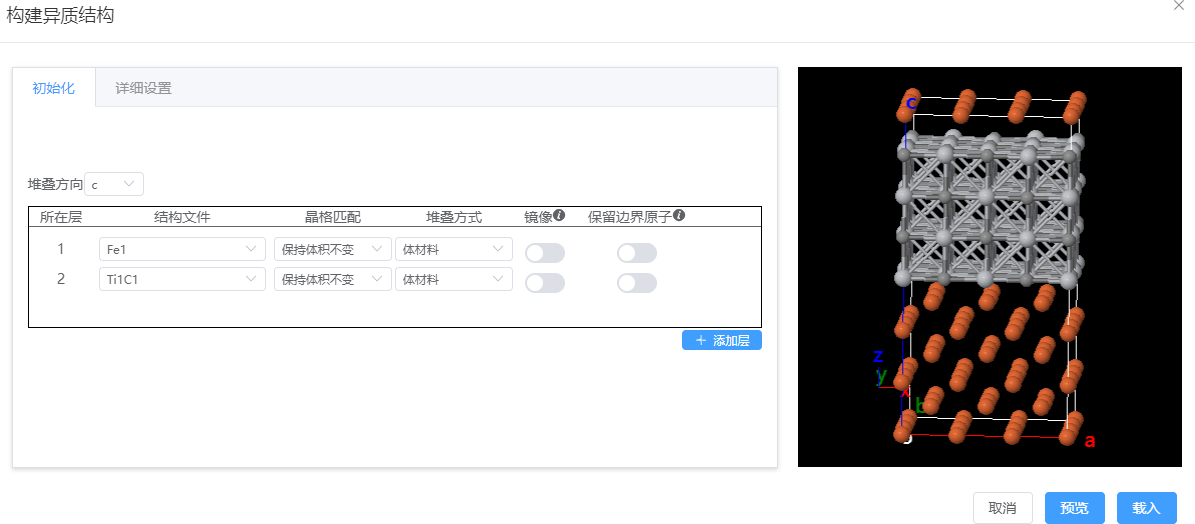 构建异质结构
初始化 详细设置
堆叠方向 c
所在层 结构文件 晶格匹配 堆叠方式 镜像 保留边界原子
1 Fe1 保持体积不变 体材料
2 Ti1C1 保持体积不变 体材料
+ 添加层
c
z
y
x
b
a
取消 预览 载入